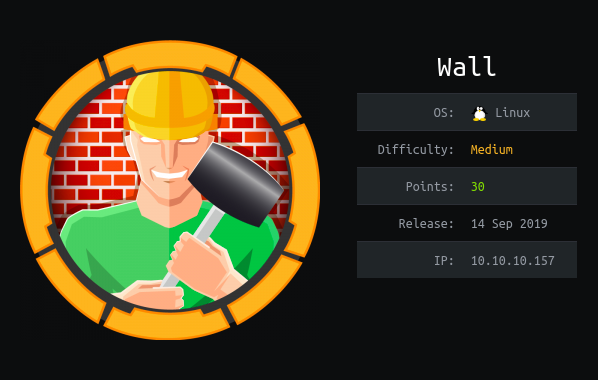 Wall
OS: Linux
Difficulty: Medium
Points: 30
Release: 14 Sep 2019
IP: 10.10.10.157